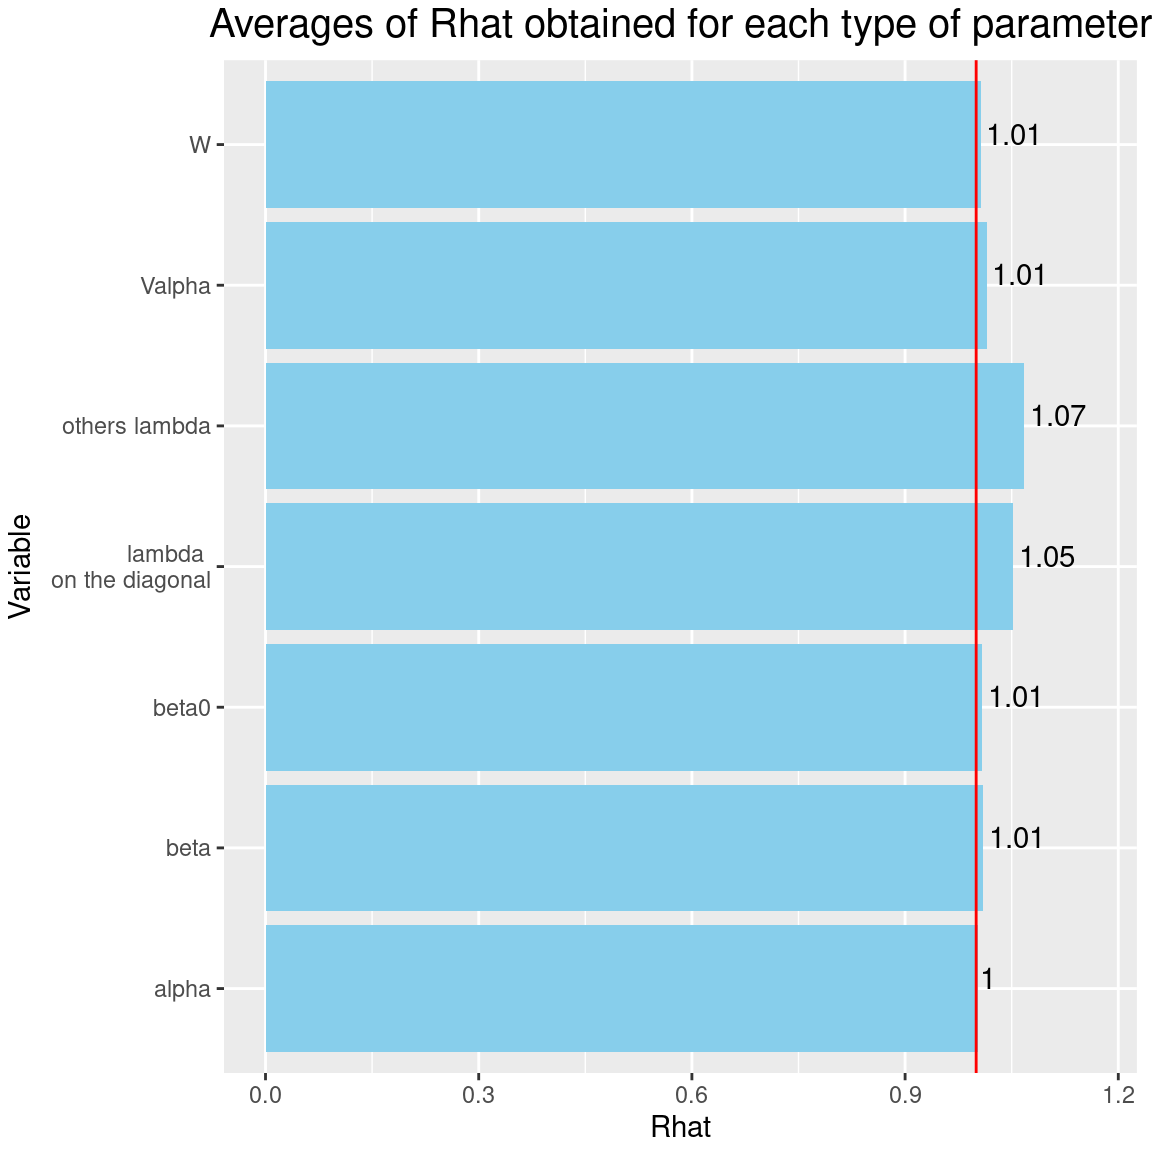 Averages of Rhat obtained for each type of parameter
W
1.01
Valpha
1.01
others lambda
1.07
lambda
on the diagonal
1.05
beta0
1.01
beta
1.01
alpha
1
Variable
0.0 0.3 0.6 0.9 1.2
Rhat